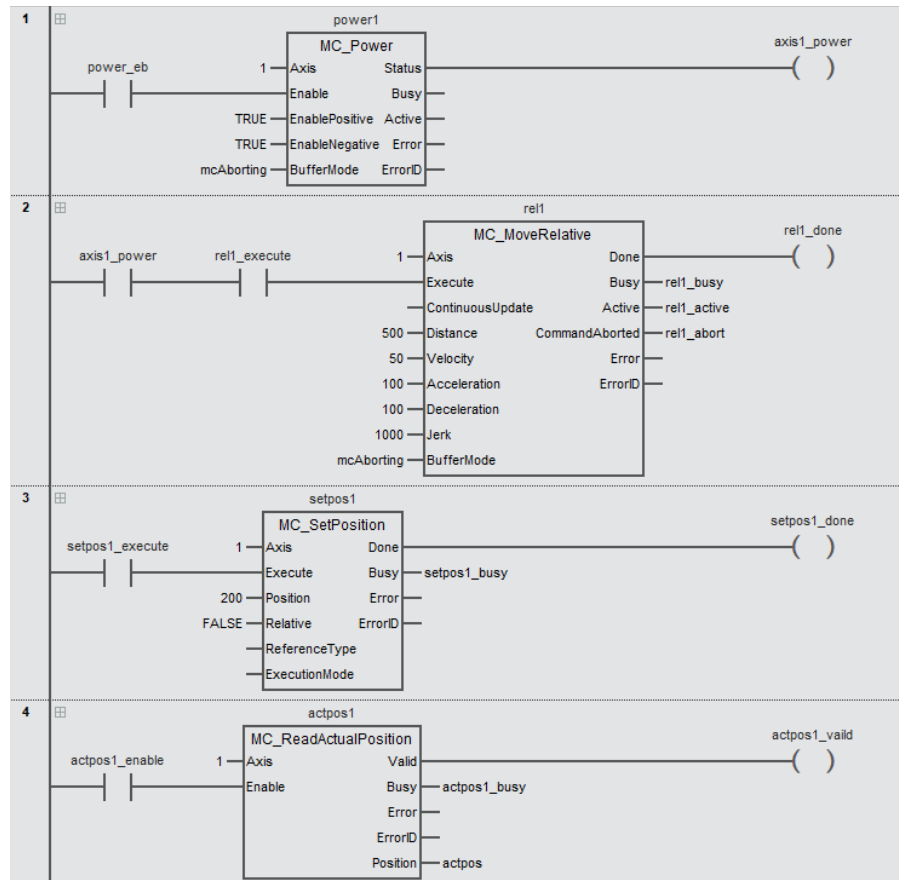 1
power1
MC_Power
axis1_power
power_eb
1 Axis Status
Enable Busy
TRUE EnablePositive Active
TRUE EnableNegative Error
mcAborting BufferMode ErrorID
2
rel1
MC_MoveRelative
rel1_done
axis1_power rel1_execute
1 Axis Done
Execute Busy rel1_busy
ContinuousUpdate Active rel1_active
500 Distance CommandAborted rel1_abort
50 Velocity Error
100 Acceleration ErrorID
100 Deceleration
1000 Jerk
mcAborting BufferMode
3
setpos1
MC_SetPosition
setpos1_done
setpos1_execute
1 Axis Done
Execute Busy setpos1_busy
200 Position Error
FALSE Relative ErrorID
ReferenceType
ExecutionMode
4
actpos1
MC_ReadActualPosition
actpos1_vaild
actpos1_enable
1 Axis Valid
Enable Busy actpos1_busy
Error
ErrorID
Position actpos